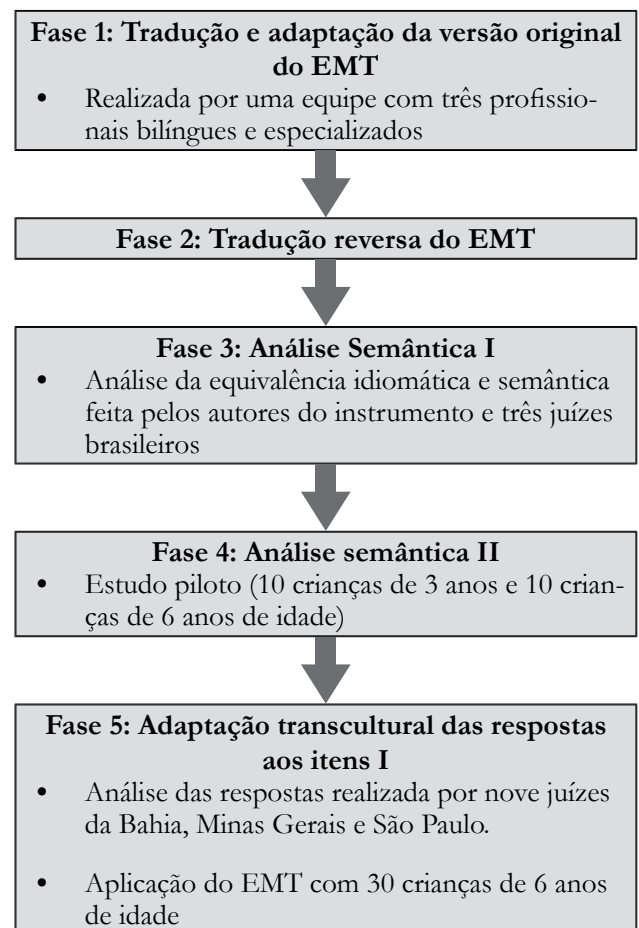 Fase 1: Tradução e adaptação da versão original
do EMT
• Realizada por uma equipe com três profissio-
nais bilíngues e especializados
Fase 2: Tradução reversa do EMT
Fase 3: Análise Semântica I
• Análise da equivalência idiomática e semântica
feita pelos autores do instrumento e três juízes
brasileiros
Fase 4: Análise semântica II
• Estudo piloto (10 crianças de 3 anos e 10 crian-
ças de 6 anos de idade)
Fase 5: Adaptação transcultural das respostas
aos itens I
• Análise das respostas realizada por nove juízes
da Bahia, Minas Gerais e São Paulo.
• Aplicação do EMT com 30 crianças de 6 anos
de idade